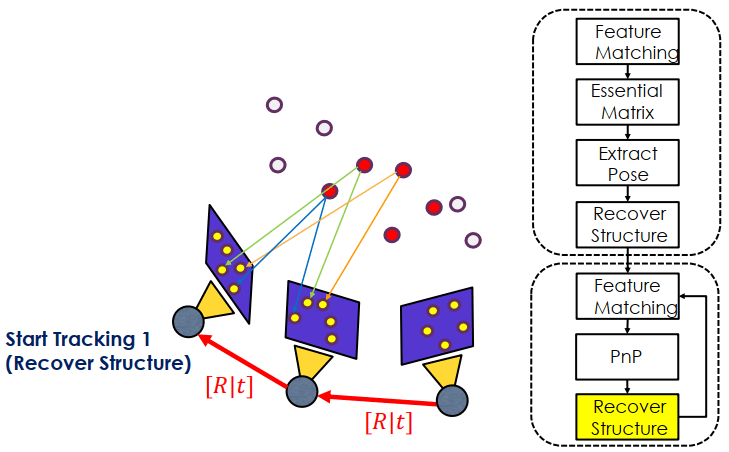 Feature
Matching
Essential
Matrix
Extract
Pose
Recover
Structure
Feature
Matching
PnP
Recover
Structure
Start Tracking 1
(Recover Structure)
[R|t]
[R|t]